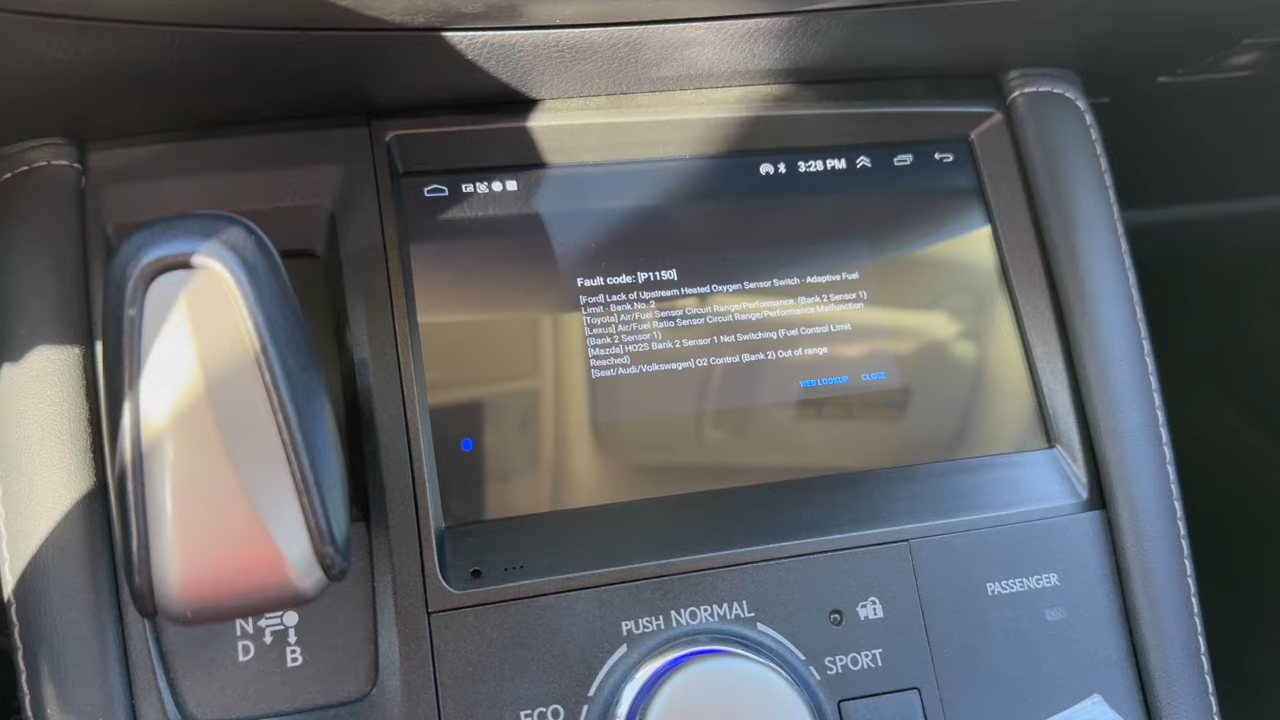 3:28 PM
Fault code: [P1150]
[Ford] Lack of Upstream Heated Oxygen Sensor Switch - Adaptive Fuel
Limit - Bank No. 2
[Toyota] Air/Fuel Sensor Circuit Range/Performance. (Bank 2 Sensor 1)
[Lexus] Air/Fuel Ratio Sensor Circuit Range/Performance Malfunction
(Bank 2 Sensor 1)
[Mazda] HO2S Bank 2 Sensor 1 Not Switching (Fuel Control Limit
Reached)
[Seat/Audi/Volkswagen] O2 Control (Bank 2) Out of range
WEB LOOKUP CLOSE
N
D B
PUSH NORMAL
ECO
SPORT
PASSENGER